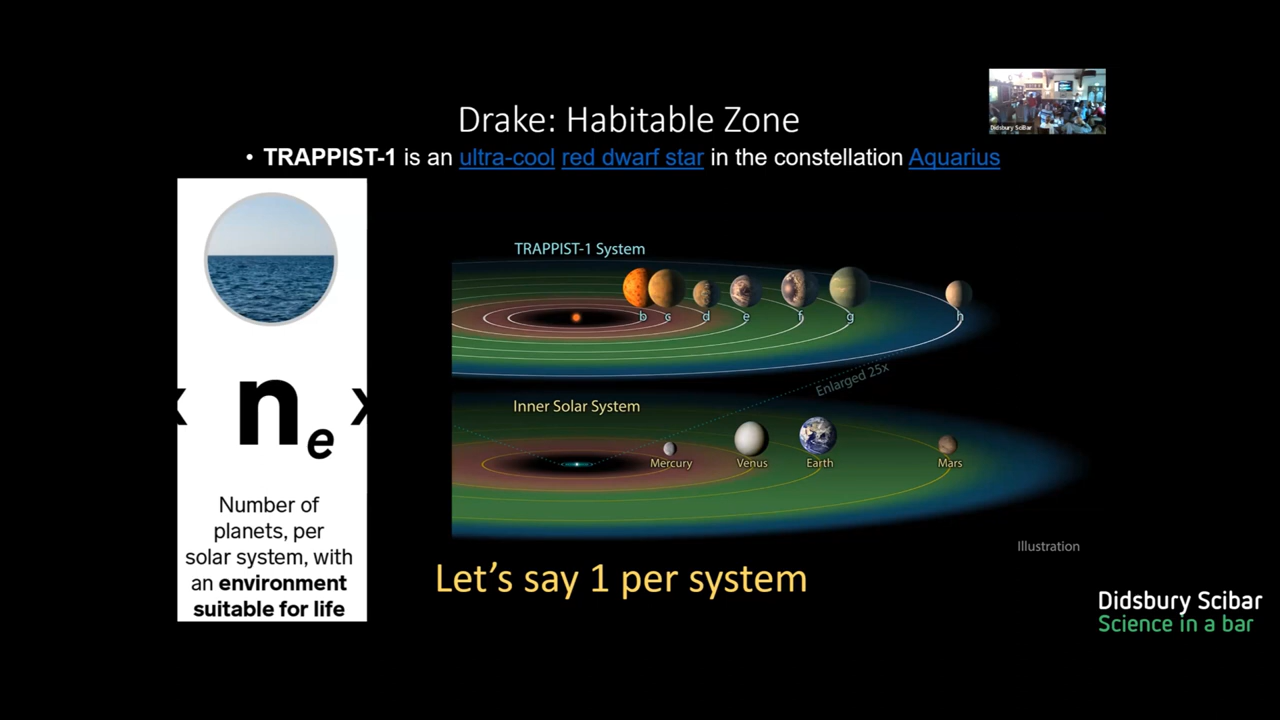 Drake: Habitable Zone
Didsbury SciBar
• TRAPPIST-1 is an ultra-cool red dwarf star in the constellation Aquarius
x n e x
Number of
planets, per
solar system, with
an environment
suitable for life
TRAPPIST-1 System
b c d e f g h
Enlarged 25x
Inner Solar System
Mercury Venus Earth Mars
Illustration
Let's say 1 per system
Didsbury Scibar
Science in a bar